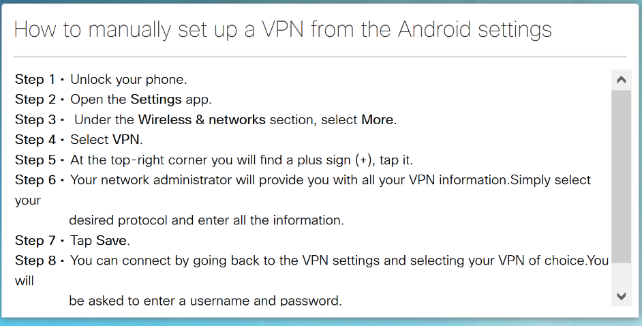 How to manually set up a VPN from the Android settings
Step 1 • Unlock your phone.
Step 2 • Open the Settings app.
Step 3 • Under the Wireless & networks section, select More.
Step 4 • Select VPN.
Step 5 • At the top-right corner you will find a plus sign (+), tap it.
Step 6 • Your network administrator will provide you with all your VPN information.Simply select
your
desired protocol and enter all the information.
Step 7 • Tap Save.
Step 8 • You can connect by going back to the VPN settings and selecting your VPN of choice.You
will
be asked to enter a username and password.